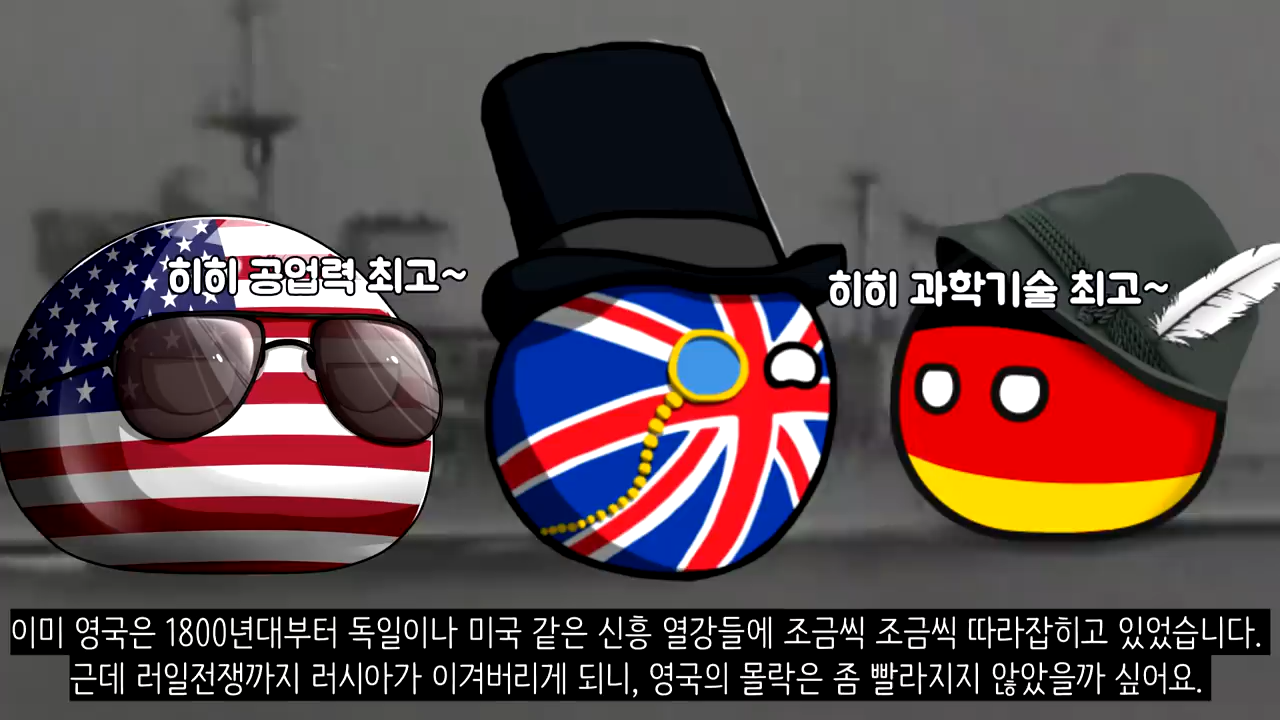 히히 공업력 최고~
히히 과학기술 최고~
이미 영국은 1800년대부터 독일이나 미국 같은 신흥 열강들에 조금씩 조금씩 따라잡히고 있었습니다.
근데 러일전쟁까지 러시아가 이겨버리게 되니, 영국의 몰락은 좀 빨라지지 않았을까 싶어요.